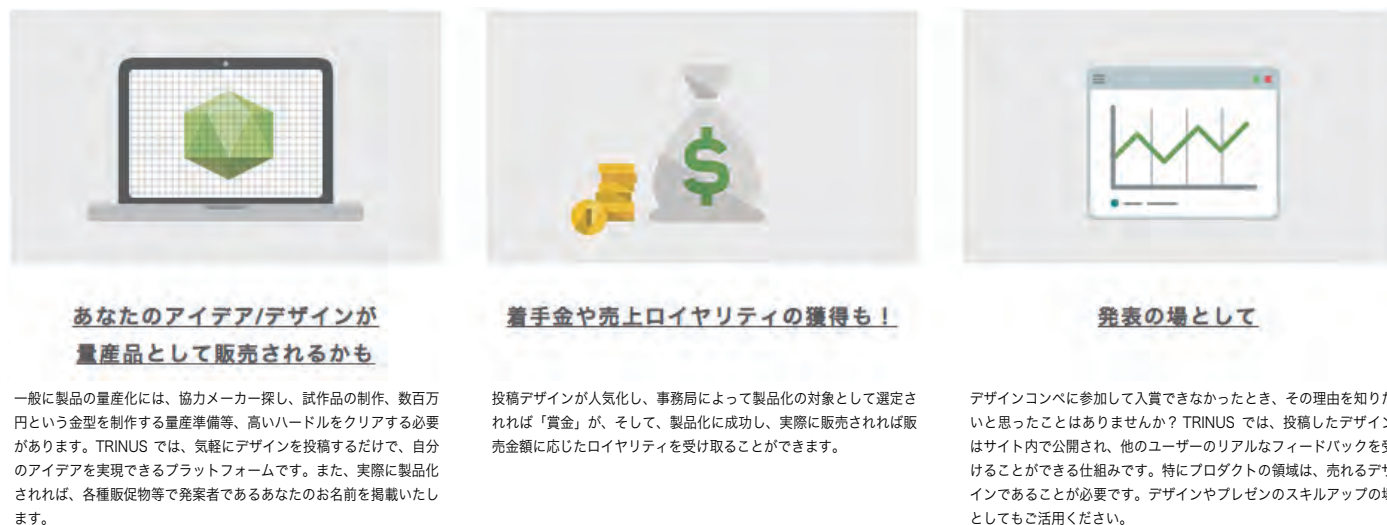 あなたのアイデア/デザインが
量産品として販売されるかも
一般に製品の量産化には、協力メーカー探し、試作品の制作、数百万
円という金型を制作する量産準備等、高いハードルをクリアする必要
があります。TRINUS では、気軽にデザインを投稿するだけで、自分
のアイデアを実現できるプラットフォームです。また、実際に製品化
されれば、各種販促物等で発案者であるあなたのお名前を掲載いたし
ます。
着手金や売上ロイヤリティの獲得も！
投稿デザインが人気化し、事務局によって製品化の対象として選定さ
れれば「賞金」が、そして、製品化に成功し、実際に販売されれば販
売金額に応じたロイヤリティを受け取ることができます。
発表の場として
デザインコンペに参加して入賞できなかったとき、その理由を知りた
いと思ったことはありませんか？ TRINUS では、投稿したデザイン
はサイト内で公開され、他のユーザーのリアルなフィードバックを受
けることができる仕組みです。特にプロダクトの領域は、売れるデザ
インであることが必要です。デザインやプレゼンのスキルアップの場
としてもご活用ください。